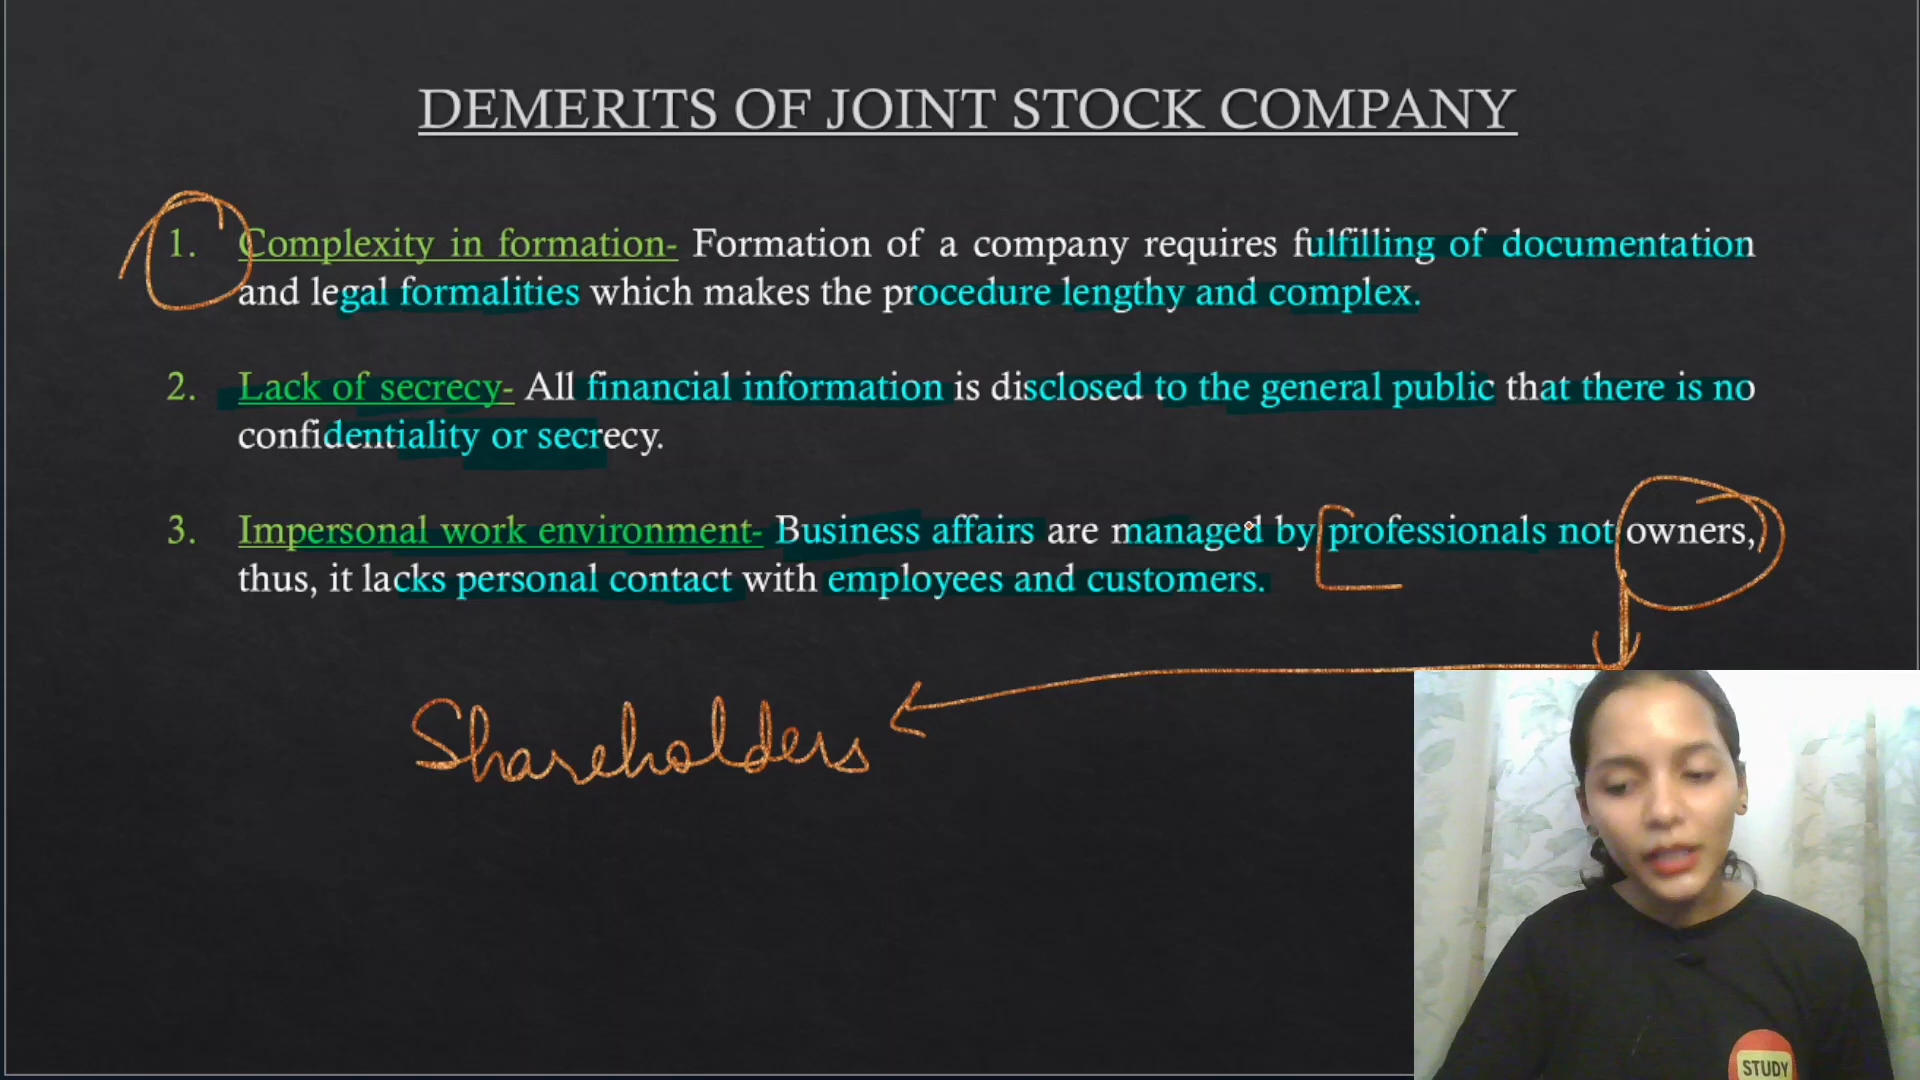 DEMERITS OF JOINT STOCK COMPANY
1. Complexity in formation- Formation of a company requires fulfilling of documentation
and legal formalities which makes the procedure lengthy and complex.
2. Lack of secrecy- All financial information is disclosed to the general public that there is no
confidentiality or secrecy.
3. Impersonal work environment- Business affairs are managed by professionals not owners,
thus, it lacks personal contact with employees and customers.
Shareholders
STUDY